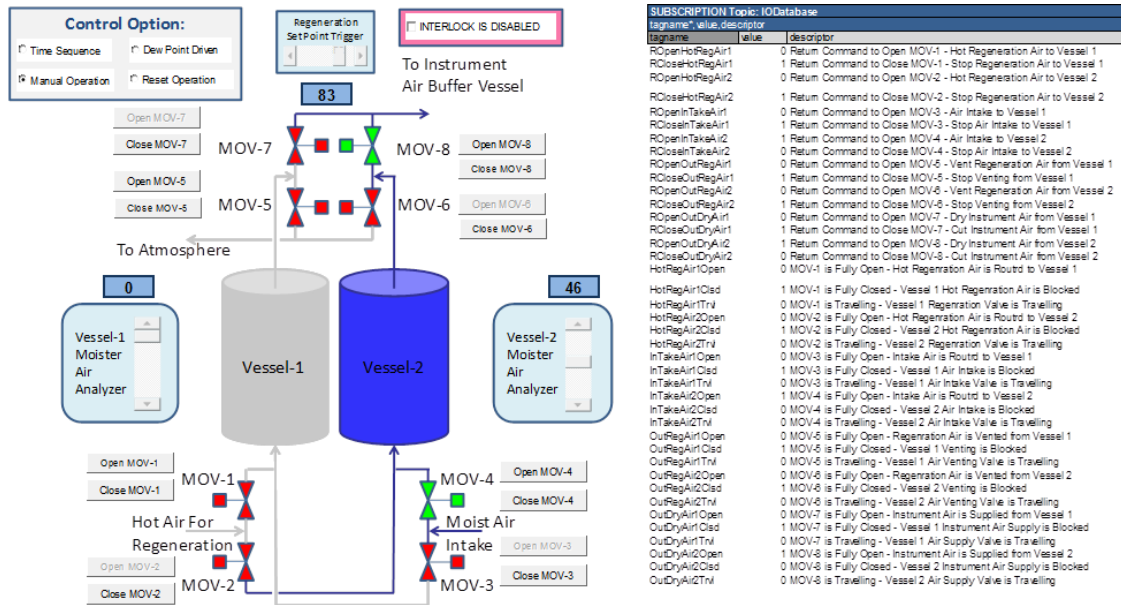 Control Option:
Time Sequence
Dew Point Driven
Manual Operation
Reset Operation
Regeneration
SetPoint Trigger
INTERLOCK IS DISABLED
To Instrument
Air Buffer Vessel
83
Open MOV-7
Close MOV-7
MOV-7
MOV-8
Open MOV-8
Close MOV-8
Open MOV-5
Close MOV-5
MOV-5
MOV-6
Open MOV-6
Close MOV-6
To Atmosphere
0
46
Vessel-1
Moister
Air
Analyzer
Vessel-1
Vessel-2
Vessel-2
Moister
Air
Analyzer
Open MOV-1
Close MOV-1
MOV-1
MOV-4
Open MOV-4
Close MOV-4
Hot Air For
Regeneration
Moist Air
Intake
Open MOV-2
Close MOV-2
MOV-2
MOV-3
Open MOV-3
Close MOV-3
SUBSCRIPTION Topic: IODatabase
tagname*,value,descriptor
tagname value descriptor
ROpenHotRegAir1 0 Return Command to Open MOV-1 - Hot Regeneration Air to Vessel 1
RCloseHotRegAir1 1 Return Command to Close MOV-1 - Stop Regeneration Air to Vessel 1
ROpenHotRegAir2 0 Return Command to Open MOV-2 - Hot Regeneration Air to Vessel 2
RCloseHotRegAir2 1 Return Command to Close MOV-2 - Stop Regeneration Air to Vessel 2
ROpenInTakeAir1 0 Return Command to Open MOV-3 - Air Intake to Vessel 1
RCloseInTakeAir1 1 Return Command to Close MOV-3 - Stop Air Intake to Vessel 1
ROpenInTakeAir2 1 Return Command to Open MOV-4 - Air Intake to Vessel 2
RCloseInTakeAir2 0 Return Command to Close MOV-4 - Stop Air Intake to Vessel 2
ROpenOutRegAir1 0 Return Command to Open MOV-5 - Vent Regeneration Air from Vessel 1
RCloseOutRegAir1 1 Return Command to Close MOV-5 - Stop Venting from Vessel 1
ROpenOutRegAir2 0 Return Command to Open MOV-6 - Vent Regeneration Air from Vessel 2
RCloseOutRegAir2 1 Return Command to Close MOV-6 - Stop Venting from Vessel 2
ROpenOutDryAir1 0 Return Command to Open MOV-7 - Dry Instrument Air from Vessel 1
RCloseOutDryAir1 1 Return Command to Close MOV-7 - Cut Instrument Air from Vessel 1
ROpenOutDryAir2 1 Return Command to Open MOV-8 - Dry Instrument Air from Vessel 2
RCloseOutDryAir2 0 Return Command to Close MOV-8 - Cut Instrument Air from Vessel 2
HotRegAir1Open 0 MOV-1 is Fully Open - Hot Regenration Air is Routrd to Vessel 1
HotRegAir1Clsd 1 MOV-1 is Fully Closed - Vessel 1 Hot Regenration Air is Blocked
HotRegAir1Trvl 0 MOV-1 is Travelling - Vessel 1 Regenration Valve is Travelling
HotRegAir2Open 0 MOV-2 is Fully Open - Hot Regenration Air is Routrd to Vessel 2
HotRegAir2Clsd 1 MOV-2 is Fully Closed - Vessel 2 Hot Regenration Air is Blocked
HotRegAir2Trvl 0 MOV-2 is Travelling - Vessel 2 Regenration Valve is Travelling
InTakeAir1Open 0 MOV-3 is Fully Open - Intake Air is Routrd to Vessel 1
InTakeAir1Clsd 1 MOV-3 is Fully Closed - Vessel 1 Air Intake is Blocked
InTakeAir1Trvl 0 MOV-3 is Travelling - Vessel 1 Air Intake Valve is Travelling
InTakeAir2Open 1 MOV-4 is Fully Open - Intake Air is Routrd to Vessel 2
InTakeAir2Clsd 0 MOV-4 is Fully Closed - Vessel 2 Air Intake is Blocked
InTakeAir2Trvl 0 MOV-4 is Travelling - Vessel 2 Air Intake Valve is Travelling
OutRegAir1Open 0 MOV-5 is Fully Open - Regenration Air is Vented from Vessel 1
OutRegAir1Clsd 1 MOV-5 is Fully Closed - Vessel 1 Venting is Blocked
OutRegAir1Trvl 0 MOV-5 is Travelling - Vessel 1 Air Venting Valve is Travelling
OutRegAir2Open 0 MOV-6 is Fully Open - Regenration Air is Vented from Vessel 2
OutRegAir2Clsd 1 MOV-6 is Fully Closed - Vessel 2 Venting is Blocked
OutRegAir2Trvl 0 MOV-6 is Travelling - Vessel 2 Air Venting Valve is Travelling
OutDryAir1Open 0 MOV-7 is Fully Open - Instrument Air is Supplied from Vessel 1
OutDryAir1Clsd 1 MOV-7 is Fully Closed - Vessel 1 Instrument Air Supply is Blocked
OutDryAir1Trvl 0 MOV-7 is Travelling - Vessel 1 Air Supply Valve is Travelling
OutDryAir2Open 1 MOV-8 is Fully Open - Instrument Air is Supplied from Vessel 2
OutDryAir2Clsd 0 MOV-8 is Fully Closed - Vessel 2 Instrument Air Supply is Blocked
OutDryAir2Trvl 0 MOV-8 is Travelling - Vessel 2 Air Supply Valve is Travelling